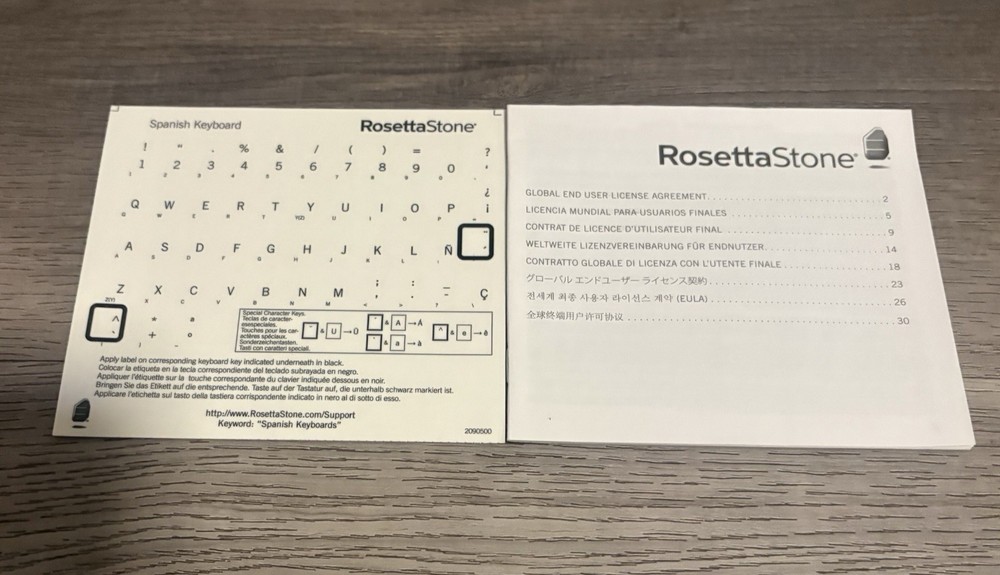 Spanish Keyboard
RosettaStone
! " . % & / ( ) = ?
1 2 3 4 5 6 7 8 9 0 '
¿
Q W E R T Y U I O P ¡
A S D F G H J K L Ñ
Z X C V B N M ; : _ Ç
^ * a
+ o
Special Character Keys.
Teclas de caracter-
esespeciales.
Touches pour les car-
actères spéciaux.
Sonderzeichentasten.
Tasti con caratteri speciali.
& U → Ü
& A → Á
& a → à
^ & e → ê
Apply label on corresponding keyboard key indicated underneath in black.
Colocar la etiqueta en la tecla correspondiente del teclado subrayada en negro.
Appliquer l'étiquette sur la touche correspondante du clavier indiquée dessous en noir.
Bringen Sie das Etikett auf die entsprechende. Taste auf der Tastatur auf, die unterhalb schwarz markiert ist.
Applicare l'etichetta sul tasto della tastiera corrispondente indicato in nero al di sotto di esso.
http://www.RosettaStone.com/Support
Keyword: "Spanish Keyboards"
2090500
RosettaStone
GLOBAL END USER LICENSE AGREEMENT 2
LICENCIA MUNDIAL PARA USUARIOS FINALES 5
CONTRAT DE LICENCE D'UTILISATEUR FINAL 9
WELTWEITE LIZENZVEREINBARUNG FÜR ENDNUTZER 14
CONTRATTO GLOBALE DI LICENZA CON L'UTENTE FINALE 18
グローバル エンドユーザー ライセンス契約 23
전세계 최종 사용자 라이선스 계약 (EULA) 26
全球终端用户许可协议 30